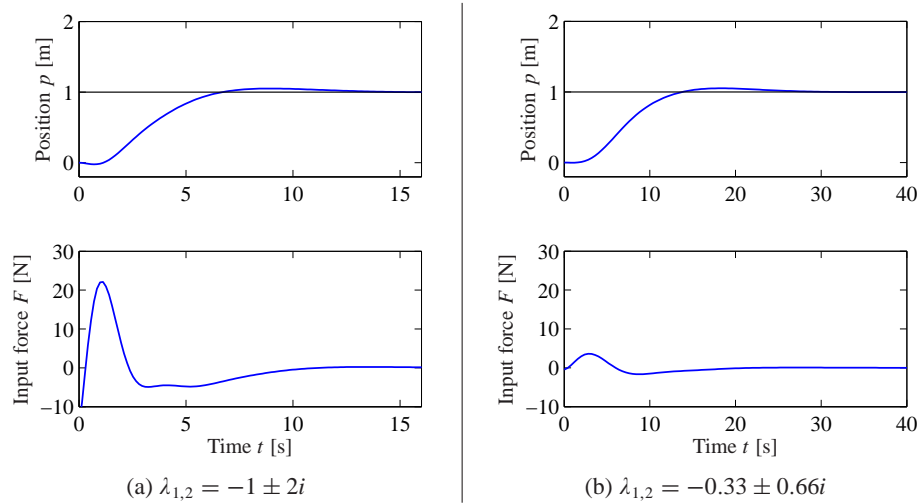 2
1
0
Position p [m]
0 5 10 15
30
20
10
0
−10
Input force F [N]
0 5 10 15
Time t [s]
(a) λ1,2 = −1 ± 2i
2
1
0
Position p [m]
0 10 20 30 40
30
20
10
0
−10
Input force F [N]
0 10 20 30 40
Time t [s]
(b) λ1,2 = −0.33 ± 0.66i